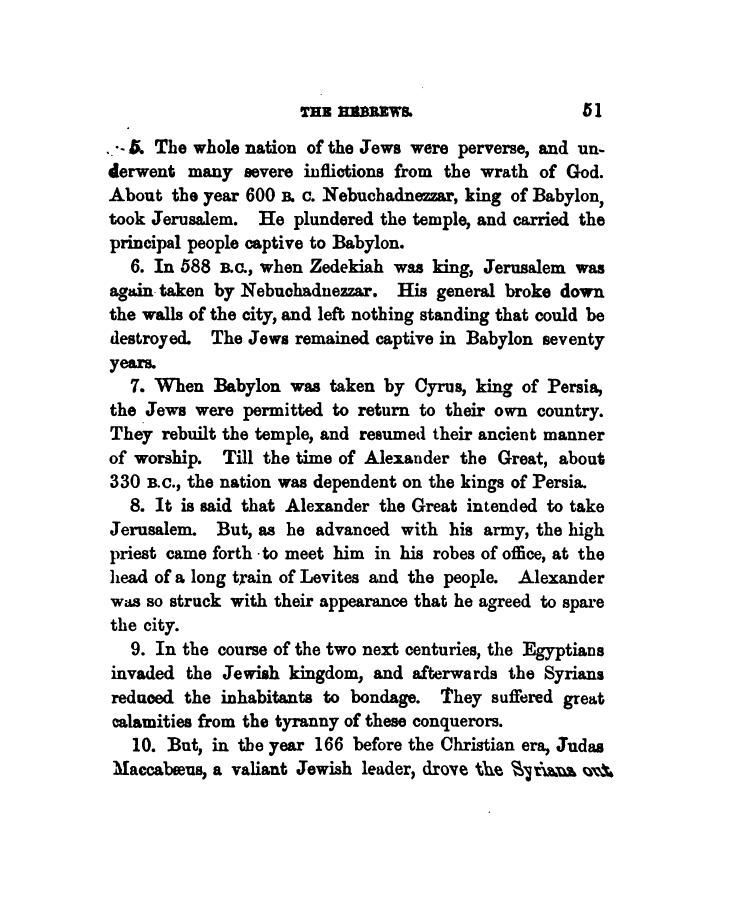 THE HEBREWS. 51
5. The whole nation of the Jews were perverse, and un-
derwent many severe inflictions from the wrath of God.
About the year 600 B. C. Nebuchadnezzar, king of Babylon,
took Jerusalem. He plundered the temple, and carried the
principal people captive to Babylon.
6. In 588 B.C., when Zedekiah was king, Jerusalem was
again taken by Nebuchadnezzar. His general broke down
the walls of the city, and left nothing standing that could be
destroyed. The Jews remained captive in Babylon seventy
years.
7. When Babylon was taken by Cyrus, king of Persia,
the Jews were permitted to return to their own country.
They rebuilt the temple, and resumed their ancient manner
of worship. Till the time of Alexander the Great, about
330 B.C., the nation was dependent on the kings of Persia.
8. It is said that Alexander the Great intended to take
Jerusalem. But, as he advanced with his army, the high
priest came forth to meet him in his robes of office, at the
head of a long train of Levites and the people. Alexander
was so struck with their appearance that he agreed to spare
the city.
9. In the course of the two next centuries, the Egyptians
invaded the Jewish kingdom, and afterwards the Syrians
reduced the inhabitants to bondage. They suffered great
calamities from the tyranny of these conquerors.
10. But, in the year 166 before the Christian era, Judas
Maccabæus, a valiant Jewish leader, drove the Syrians out